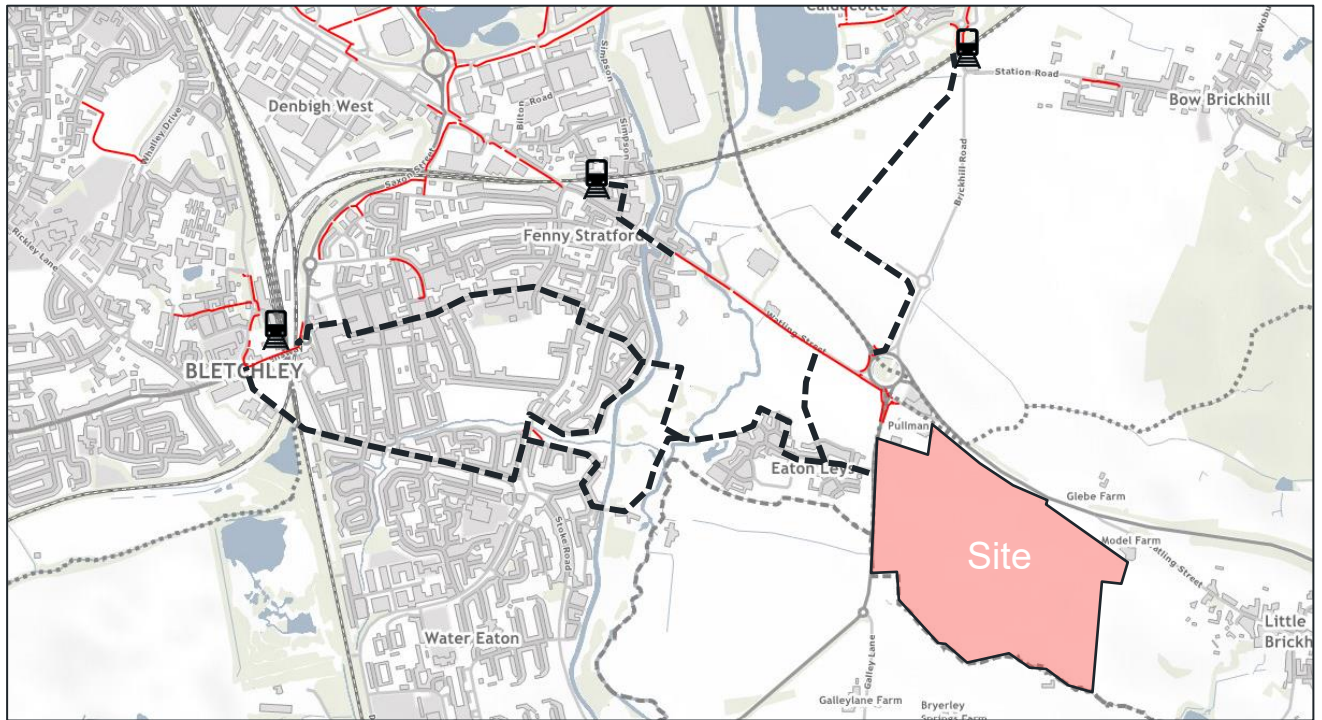 Caldecotte
Simpson
Wobu
Station Road
Bow Brickhill
Denbigh West
Bilton
Road
Simpson
Whalley Drive
Saxon Street
Brickhill Road
Rickley Lane
Fenny Stratford
Watling Street
BLETCHLEY
Pullman
Eaton Leys
Glebe Farm
Model Farm
Site
Watling Street
Stoke Road
Little
Brickh
Water Eaton
Galley Lane
Galleylane Farm
Bryerley
Springs Farm